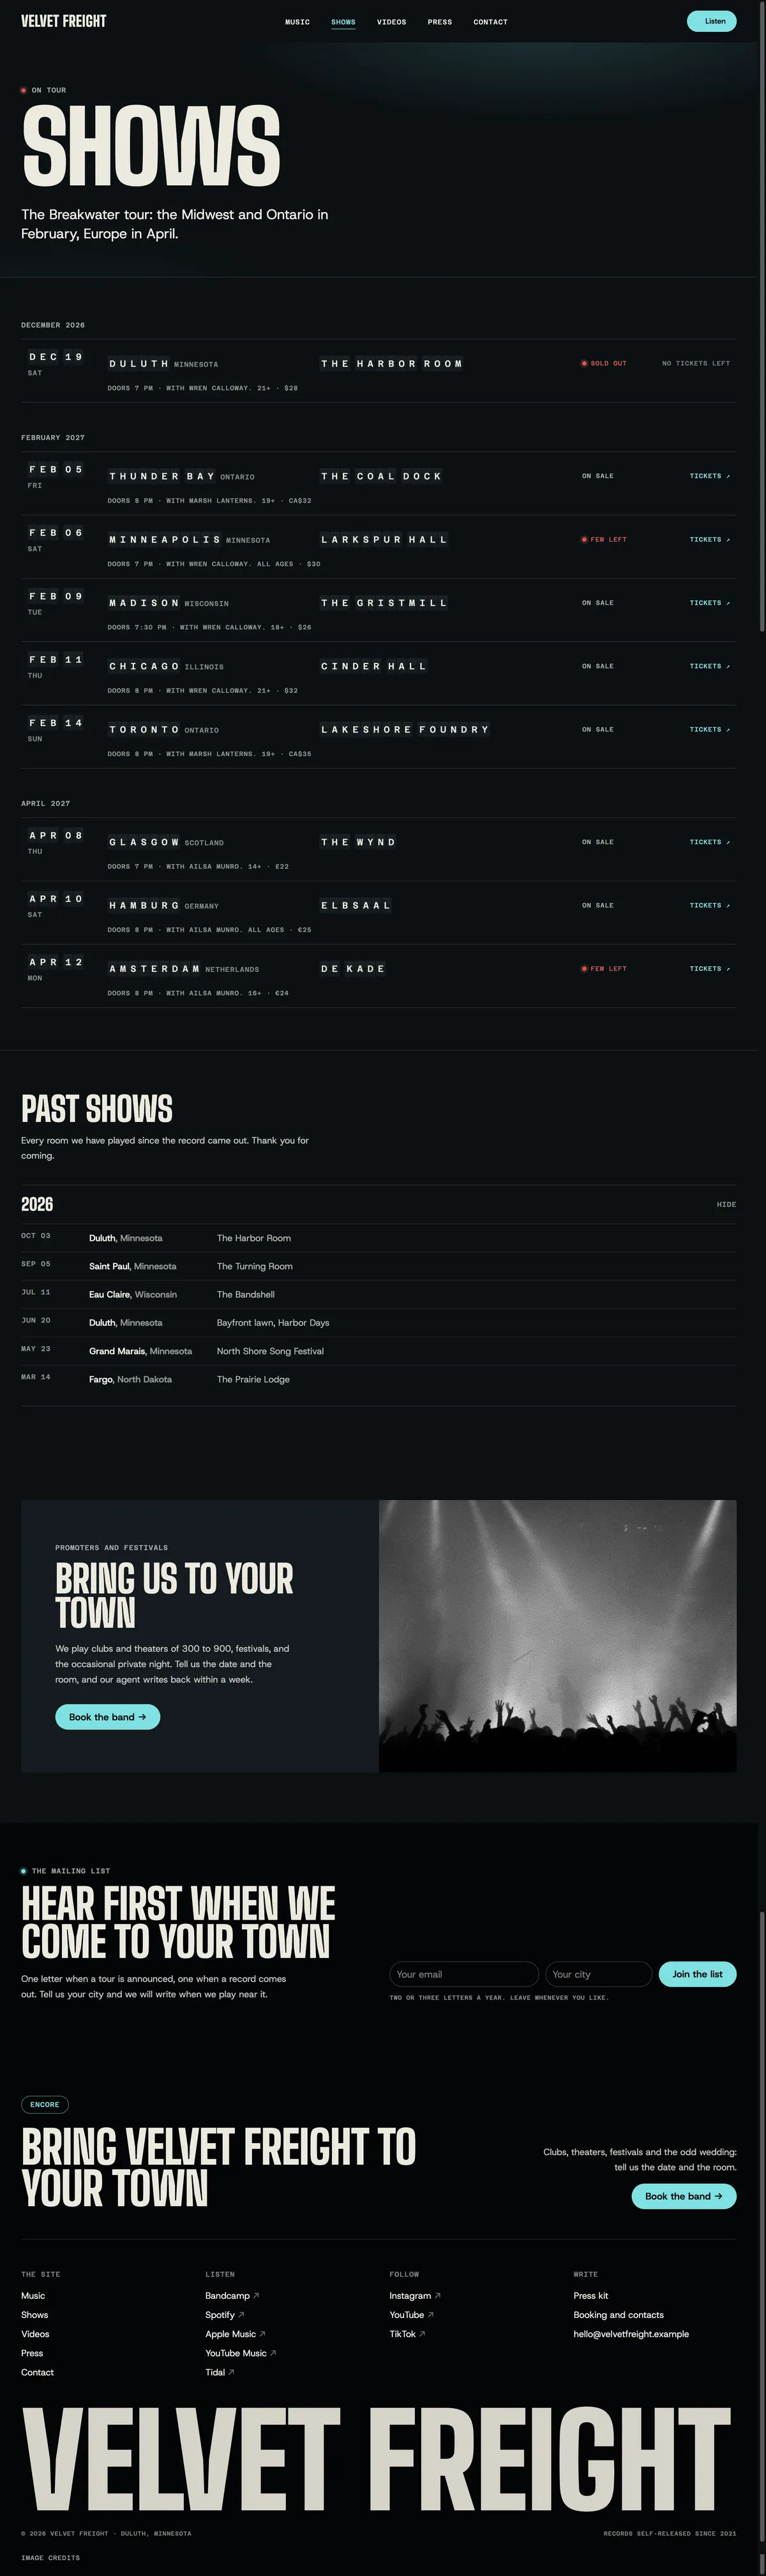 VELVET FREIGHT
MUSIC SHOWS VIDEOS PRESS CONTACT
Listen
ON TOUR
SHOWS
The Breakwater tour: the Midwest and Ontario in
February, Europe in April.
DECEMBER 2026
DEC 19 DULUTH MINNESOTA THE HARBOR ROOM SOLD OUT NO TICKETS LEFT
SAT
DOORS 7 PM · WITH WREN CALLOWAY. 21+ · $28
FEBRUARY 2027
FEB 05 THUNDER BAY ONTARIO THE COAL DOCK ON SALE TICKETS ↗
FRI
DOORS 8 PM · WITH MARSH LANTERNS. 19+ · CA$32
FEB 06 MINNEAPOLIS MINNESOTA LARKSPUR HALL FEW LEFT TICKETS ↗
SAT
DOORS 7 PM · WITH WREN CALLOWAY. ALL AGES · $30
FEB 09 MADISON WISCONSIN THE GRISTMILL ON SALE TICKETS ↗
TUE
DOORS 7:30 PM · WITH WREN CALLOWAY. 18+ · $26
FEB 11 CHICAGO ILLINOIS CINDER HALL ON SALE TICKETS ↗
THU
DOORS 8 PM · WITH WREN CALLOWAY. 21+ · $32
FEB 14 TORONTO ONTARIO LAKESHORE FOUNDRY ON SALE TICKETS ↗
SUN
DOORS 8 PM · WITH MARSH LANTERNS. 19+ · CA$35
APRIL 2027
APR 08 GLASGOW SCOTLAND THE WYND ON SALE TICKETS ↗
THU
DOORS 7 PM · WITH AILSA MUNRO. 14+ · £22
APR 10 HAMBURG GERMANY ELBSAAL ON SALE TICKETS ↗
SAT
DOORS 8 PM · WITH AILSA MUNRO. ALL AGES · €25
APR 12 AMSTERDAM NETHERLANDS DE KADE FEW LEFT TICKETS ↗
MON
DOORS 8 PM · WITH AILSA MUNRO. 16+ · €24
PAST SHOWS
Every room we have played since the record came out. Thank you for
coming.
2026 HIDE
OCT 03 Duluth, Minnesota The Harbor Room
SEP 05 Saint Paul, Minnesota The Turning Room
JUL 11 Eau Claire, Wisconsin The Bandshell
JUN 20 Duluth, Minnesota Bayfront lawn, Harbor Days
MAY 23 Grand Marais, Minnesota North Shore Song Festival
MAR 14 Fargo, North Dakota The Prairie Lodge
PROMOTERS AND FESTIVALS
BRING US TO YOUR
TOWN
We play clubs and theaters of 300 to 900, festivals, and
the occasional private night. Tell us the date and the
room, and our agent writes back within a week.
Book the band →
THE MAILING LIST
HEAR FIRST WHEN WE
COME TO YOUR TOWN
One letter when a tour is announced, one when a record comes
out. Tell us your city and we will write when we play near it.
Your email Your city Join the list
TWO OR THREE LETTERS A YEAR. LEAVE WHENEVER YOU LIKE.
ENCORE
BRING VELVET FREIGHT TO
YOUR TOWN
Clubs, theaters, festivals and the odd wedding:
tell us the date and the room.
Book the band →
THE SITE LISTEN FOLLOW WRITE
Music Bandcamp ↗ Instagram ↗ Press kit
Shows Spotify ↗ YouTube ↗ Booking and contacts
Videos Apple Music ↗ TikTok ↗ hello@velvetfreight.example
Press YouTube Music ↗
Contact Tidal ↗
VELVET FREIGHT
© 2026 VELVET FREIGHT · DULUTH, MINNESOTA RECORDS SELF-RELEASED SINCE 2021
IMAGE CREDITS